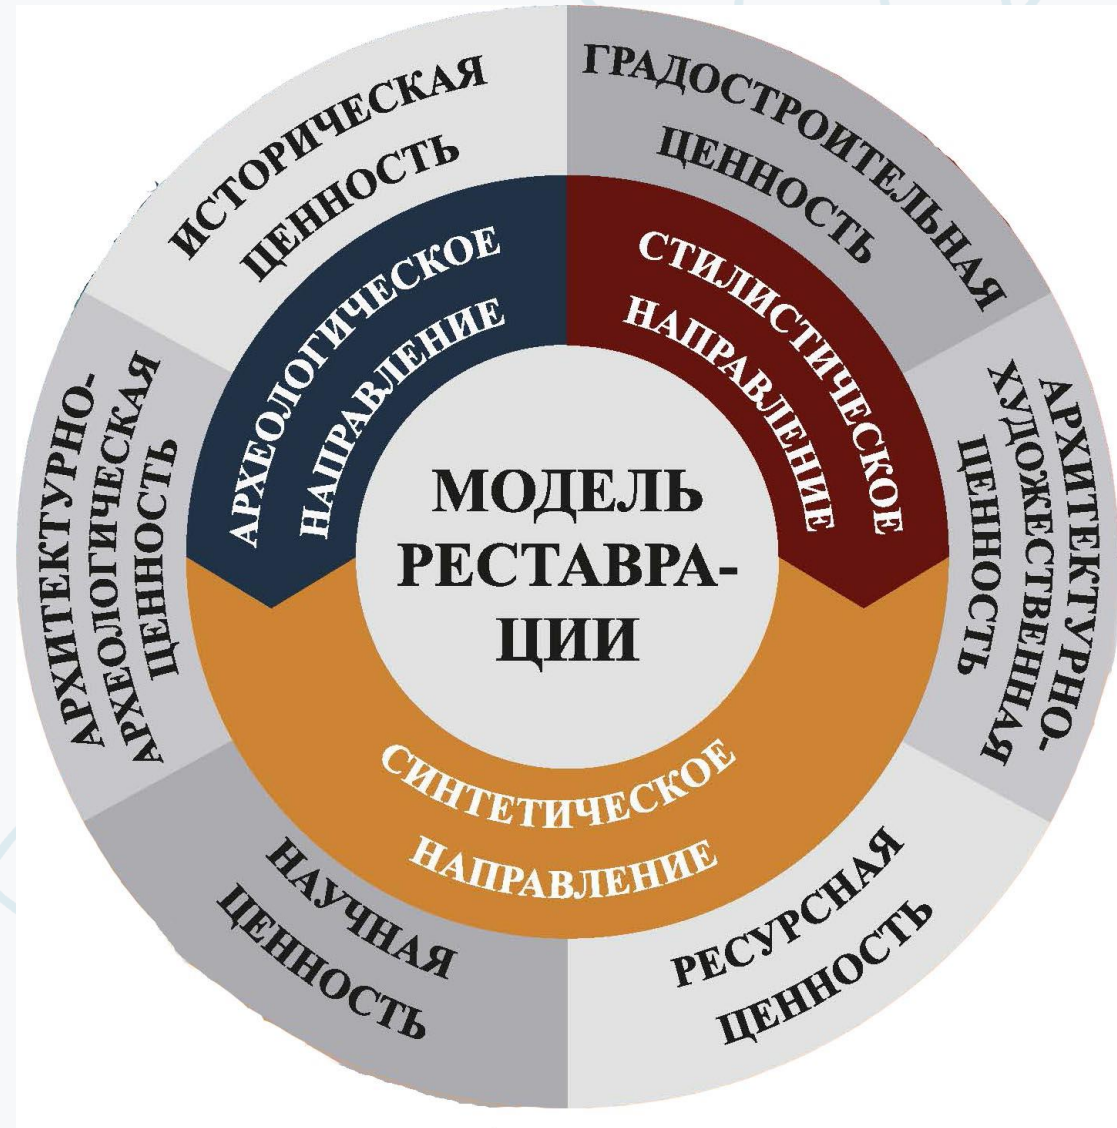 ИСТОРИЧЕСКАЯ
ЦЕННОСТЬ
ГРАДОСТРОИТЕЛЬНАЯ
ЦЕННОСТЬ
АРХИТЕКТУРНО-
ХУДОЖЕСТВЕННАЯ
ЦЕННОСТЬ
РЕСУРСНАЯ
ЦЕННОСТЬ
НАУЧНАЯ
ЦЕННОСТЬ
АРХИТЕКТУРНО-
АРХЕОЛОГИЧЕСКАЯ
ЦЕННОСТЬ
АРХЕОЛОГИЧЕСКОЕ
НАПРАВЛЕНИЕ
СТИЛИСТИЧЕСКОЕ
НАПРАВЛЕНИЕ
СИНТЕТИЧЕСКОЕ
НАПРАВЛЕНИЕ
МОДЕЛЬ
РЕСТАВРА-
ЦИИ